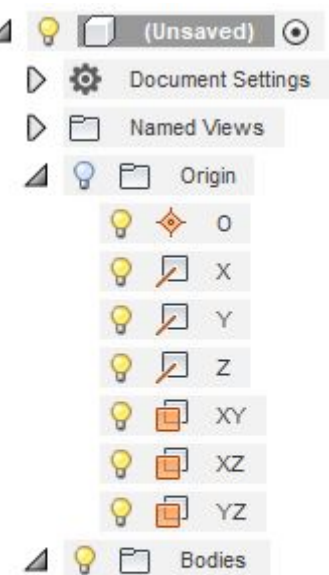 (Unsaved)
Document Settings
Named Views
Origin
O
X
Y
Z
XY
XZ
YZ
Bodies